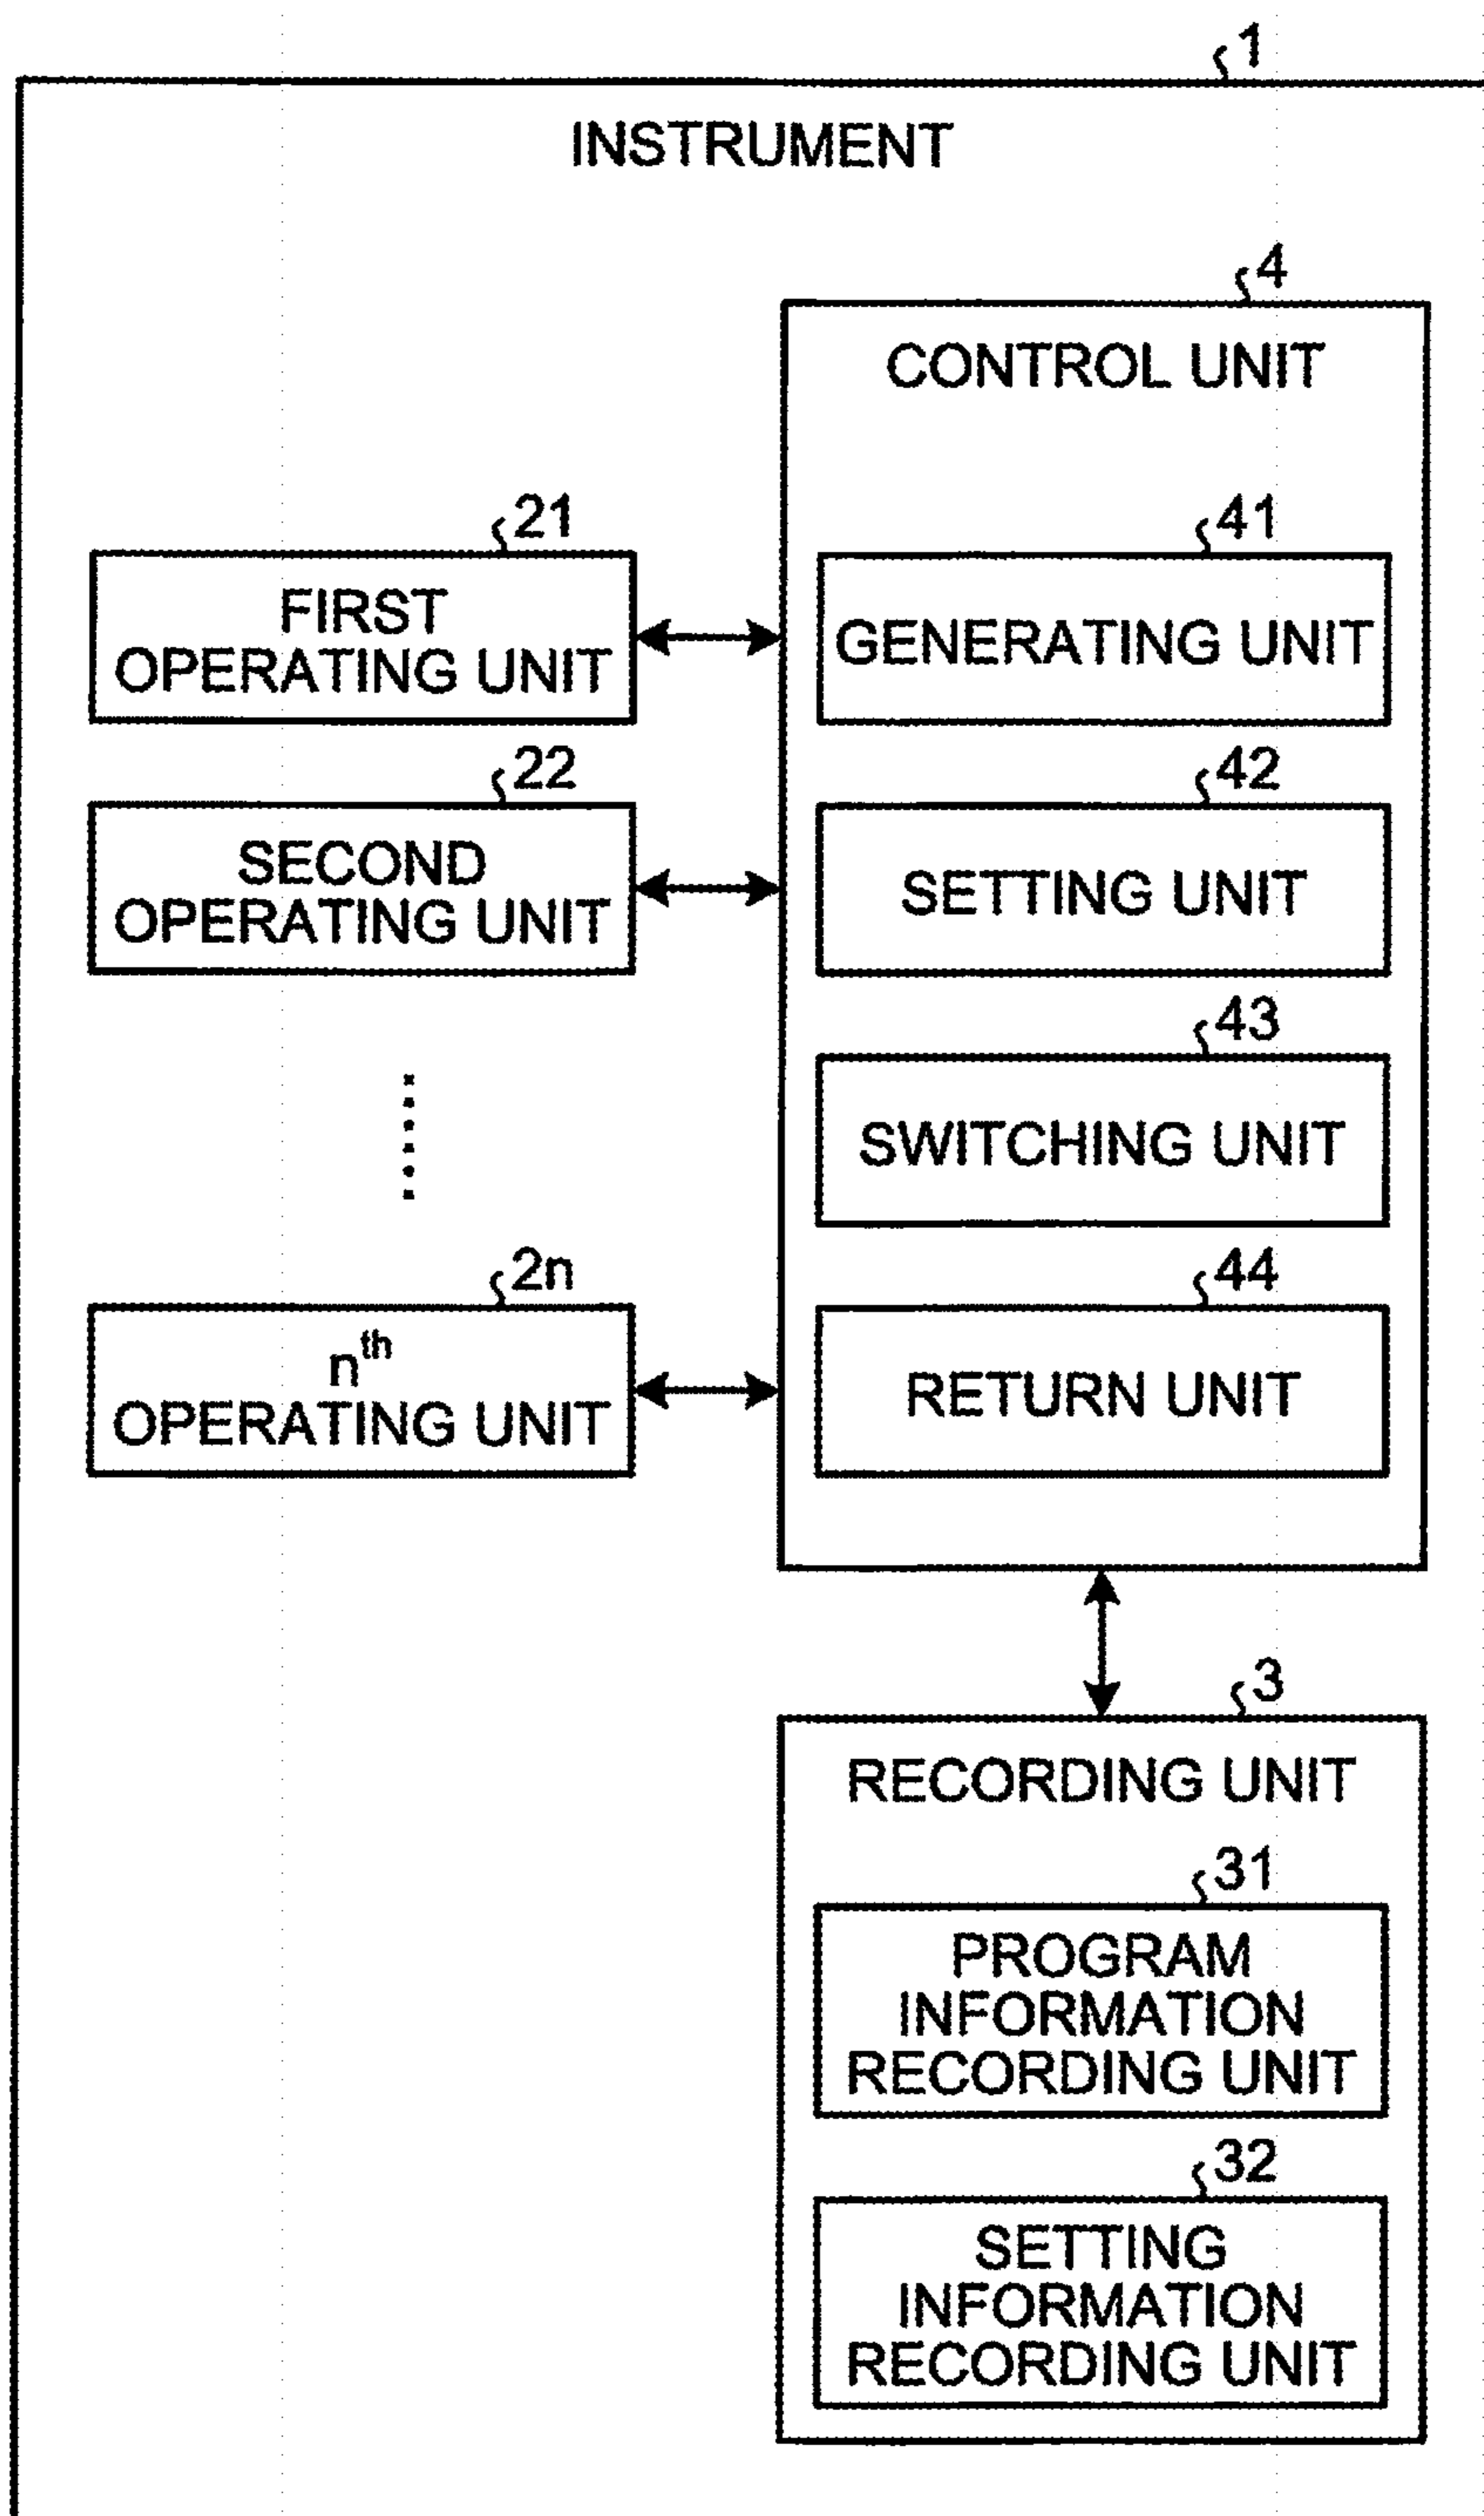 1
INSTRUMENT
4
CONTROL UNIT
21
FIRST
OPERATING UNIT
41
GENERATING UNIT
22
SECOND
OPERATING UNIT
42
SETTING UNIT
43
SWITCHING UNIT
2n
nth
OPERATING UNIT
44
RETURN UNIT
3
RECORDING UNIT
31
PROGRAM
INFORMATION
RECORDING UNIT
32
SETTING
INFORMATION
RECORDING UNIT